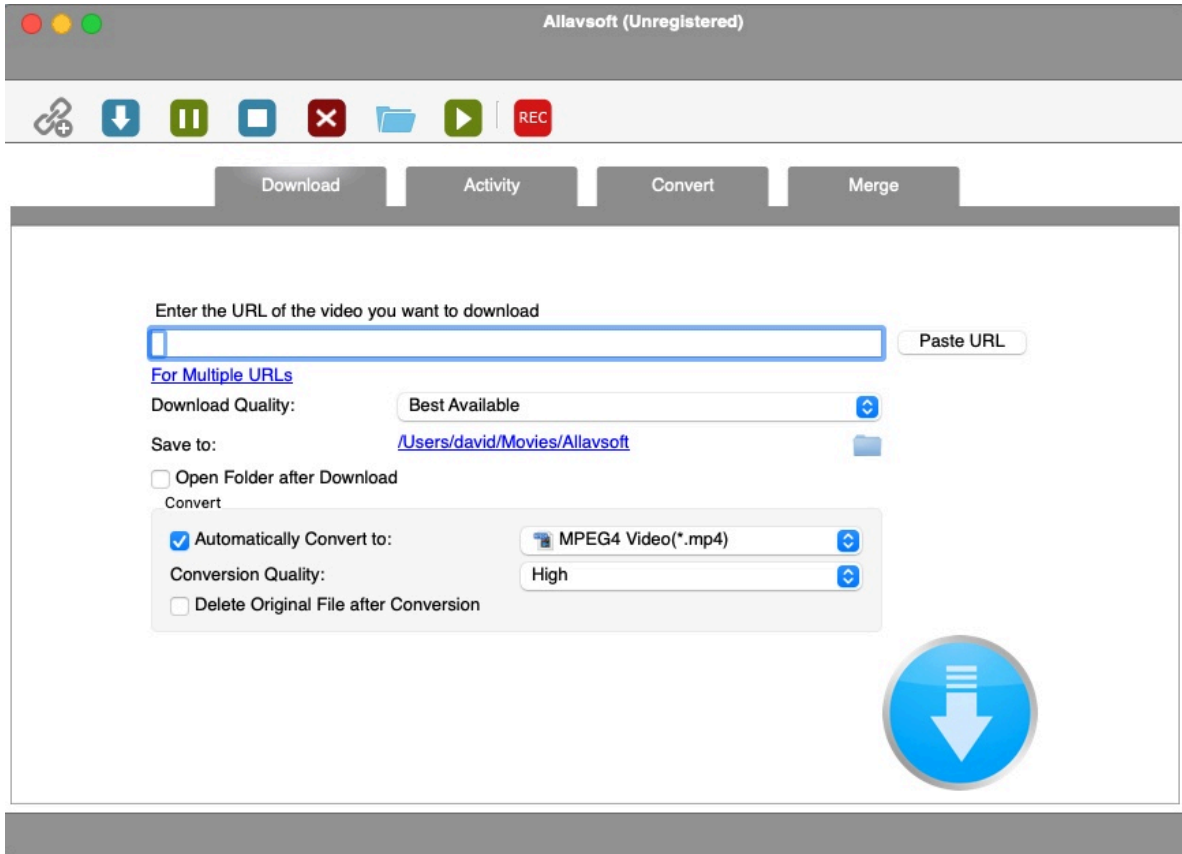 Allavsoft (Unregistered)
REC
Download Activity Convert Merge
Enter the URL of the video you want to download
Paste URL
For Multiple URLs
Download Quality: Best Available
Save to: /Users/david/Movies/Allavsoft
Open Folder after Download
Convert
Automatically Convert to: MPEG4 Video(*.mp4)
Conversion Quality: High
Delete Original File after Conversion